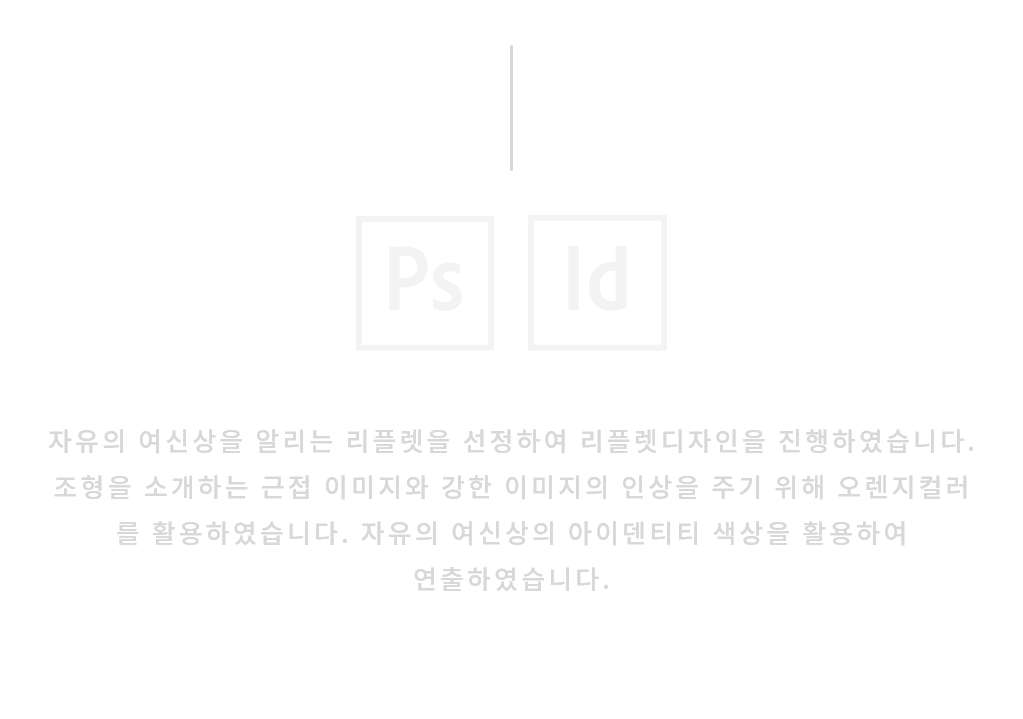 Ps Id
자유의 여신상을 알리는 리플렛을 선정하여 리플렛디자인을 진행하였습니다.
조형을 소개하는 근접 이미지와 강한 이미지의 인상을 주기 위해 오렌지컬러
를 활용하였습니다. 자유의 여신상의 아이덴티티 색상을 활용하여
연출하였습니다.